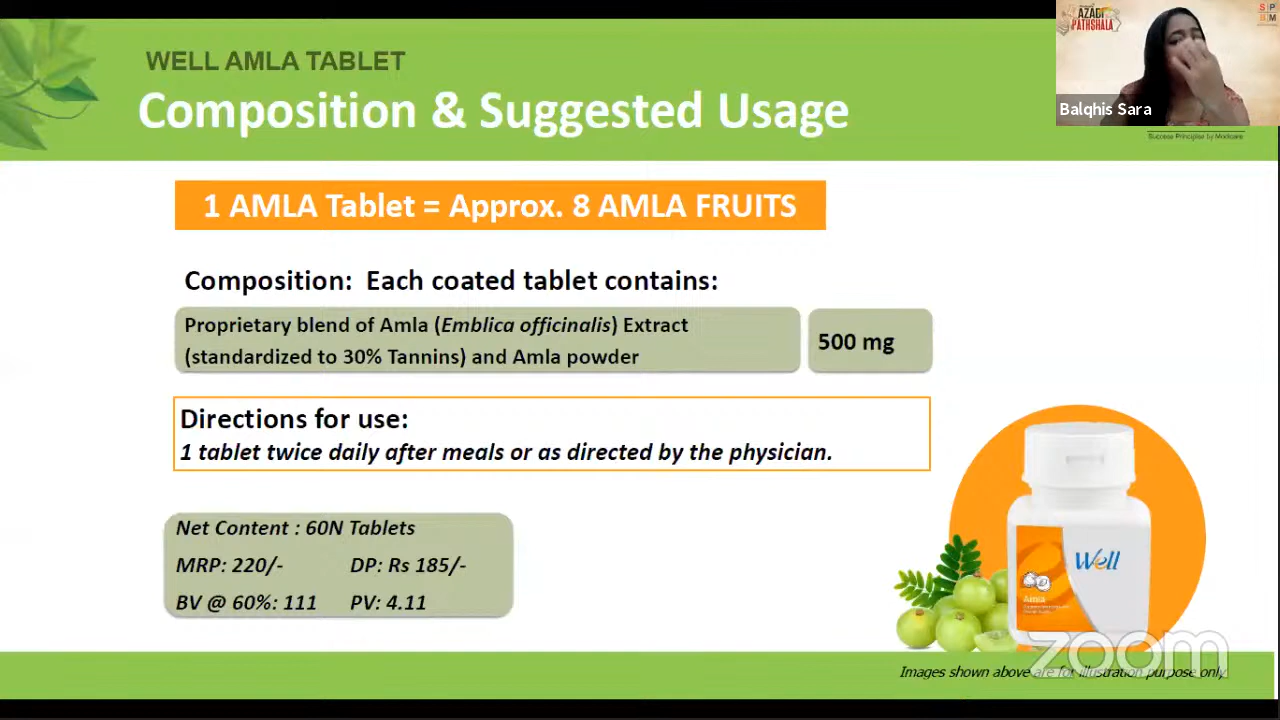 WELL AMLA TABLET
Composition & Suggested Usage
AZADI
PATHSHALA
S P
B M
Balqhis Sara
Success Principles by Modicare
1 AMLA Tablet = Approx. 8 AMLA FRUITS
Composition: Each coated tablet contains:
Proprietary blend of Amla (Emblica officinalis) Extract
(standardized to 30% Tannins) and Amla powder
500 mg
Directions for use:
1 tablet twice daily after meals or as directed by the physician.
Net Content : 60N Tablets
MRP: 220/- DP: Rs 185/-
BV @ 60%: 111 PV: 4.11
Well
Amla
zoom
Images shown above are for illustration purpose only